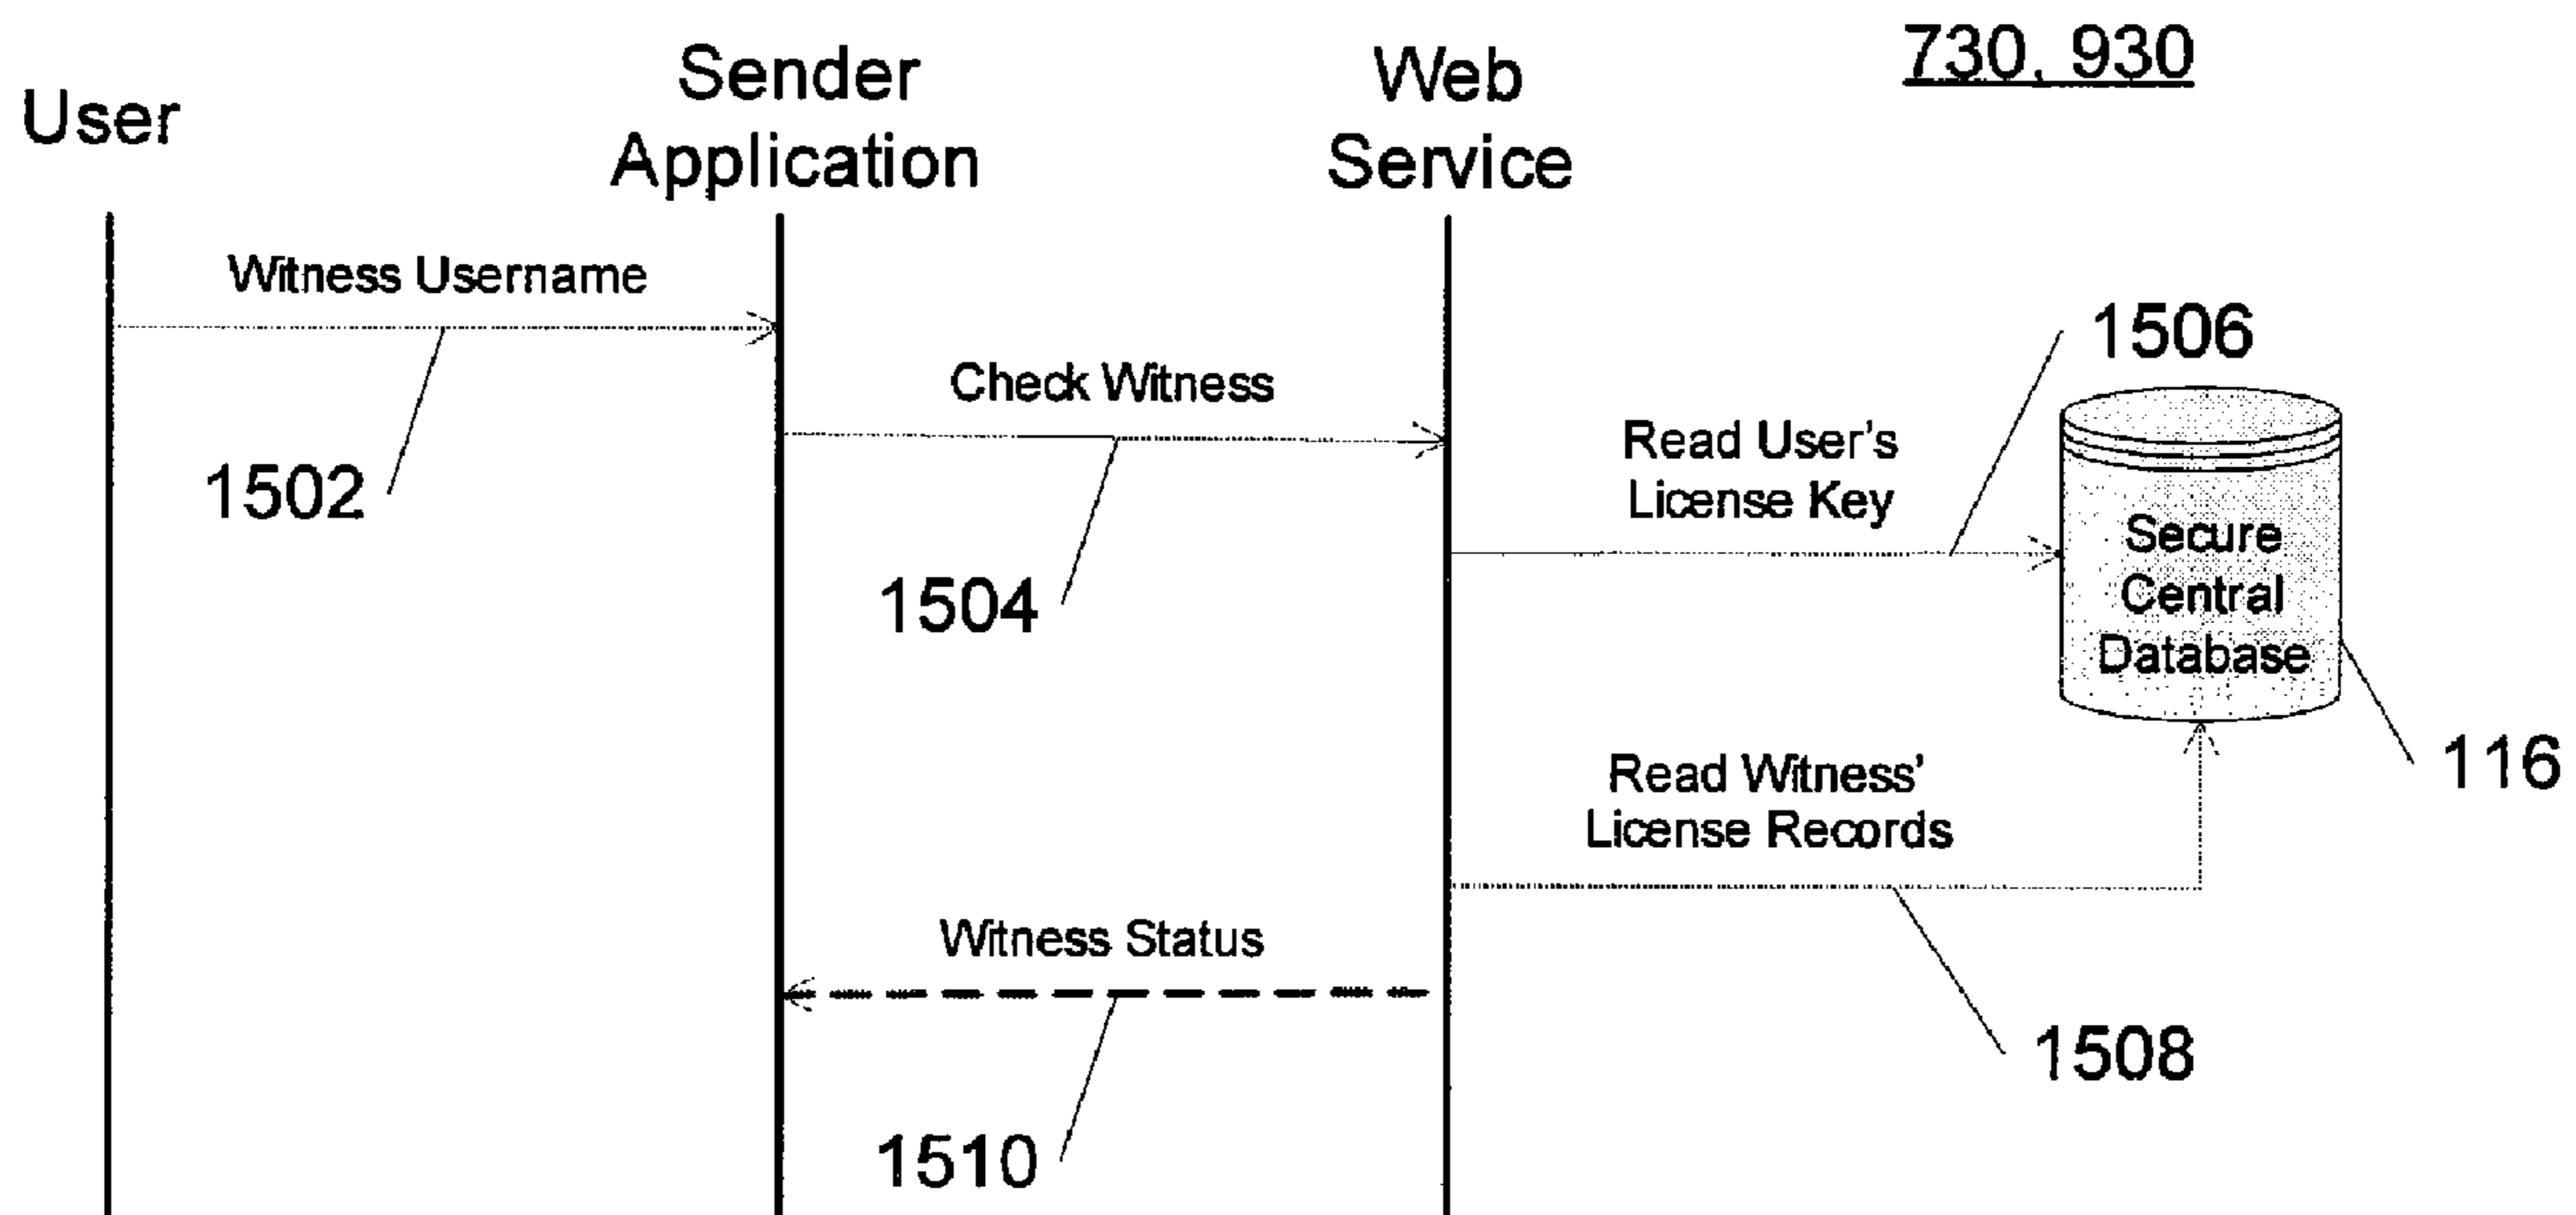 730, 930
User
Sender
Application
Web
Service
Witness Username
1502
Check Witness
1504
Read User's
License Key
1506
Secure
Central
Database
116
Read Witness'
License Records
1508
Witness Status
1510